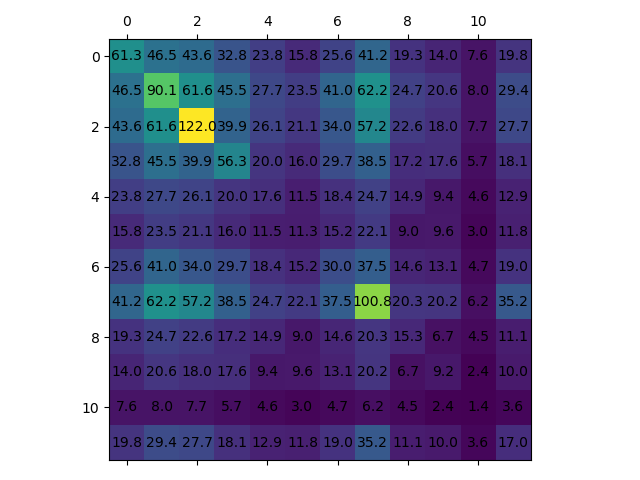 0 2 4 6 8 10
0 61.3 46.5 43.6 32.8 23.8 15.8 25.6 41.2 19.3 14.0 7.6 19.8
46.5 90.1 61.6 45.5 27.7 23.5 41.0 62.2 24.7 20.6 8.0 29.4
2 43.6 61.6 122.0 39.9 26.1 21.1 34.0 57.2 22.6 18.0 7.7 27.7
32.8 45.5 39.9 56.3 20.0 16.0 29.7 38.5 17.2 17.6 5.7 18.1
4 23.8 27.7 26.1 20.0 17.6 11.5 18.4 24.7 14.9 9.4 4.6 12.9
15.8 23.5 21.1 16.0 11.5 11.3 15.2 22.1 9.0 9.6 3.0 11.8
6 25.6 41.0 34.0 29.7 18.4 15.2 30.0 37.5 14.6 13.1 4.7 19.0
41.2 62.2 57.2 38.5 24.7 22.1 37.5 100.8 20.3 20.2 6.2 35.2
8 19.3 24.7 22.6 17.2 14.9 9.0 14.6 20.3 15.3 6.7 4.5 11.1
14.0 20.6 18.0 17.6 9.4 9.6 13.1 20.2 6.7 9.2 2.4 10.0
10 7.6 8.0 7.7 5.7 4.6 3.0 4.7 6.2 4.5 2.4 1.4 3.6
19.8 29.4 27.7 18.1 12.9 11.8 19.0 35.2 11.1 10.0 3.6 17.0